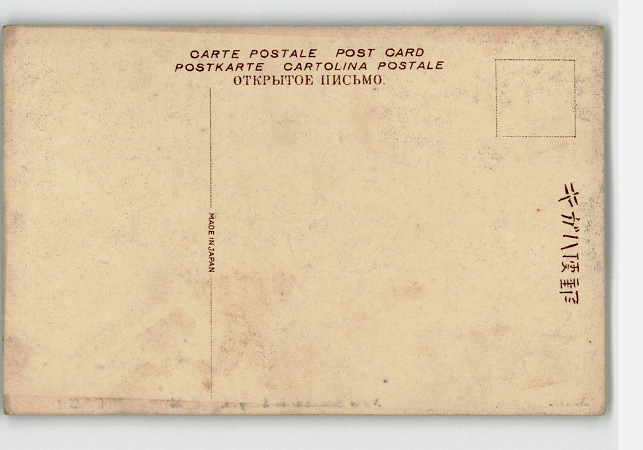 CARTE POSTALE POST CARD
POSTKARTE CARTOLINA POSTALE
ОТКРЫТОЕ ПИСЬМО.
MADE IN JAPAN
郵便ハガキ